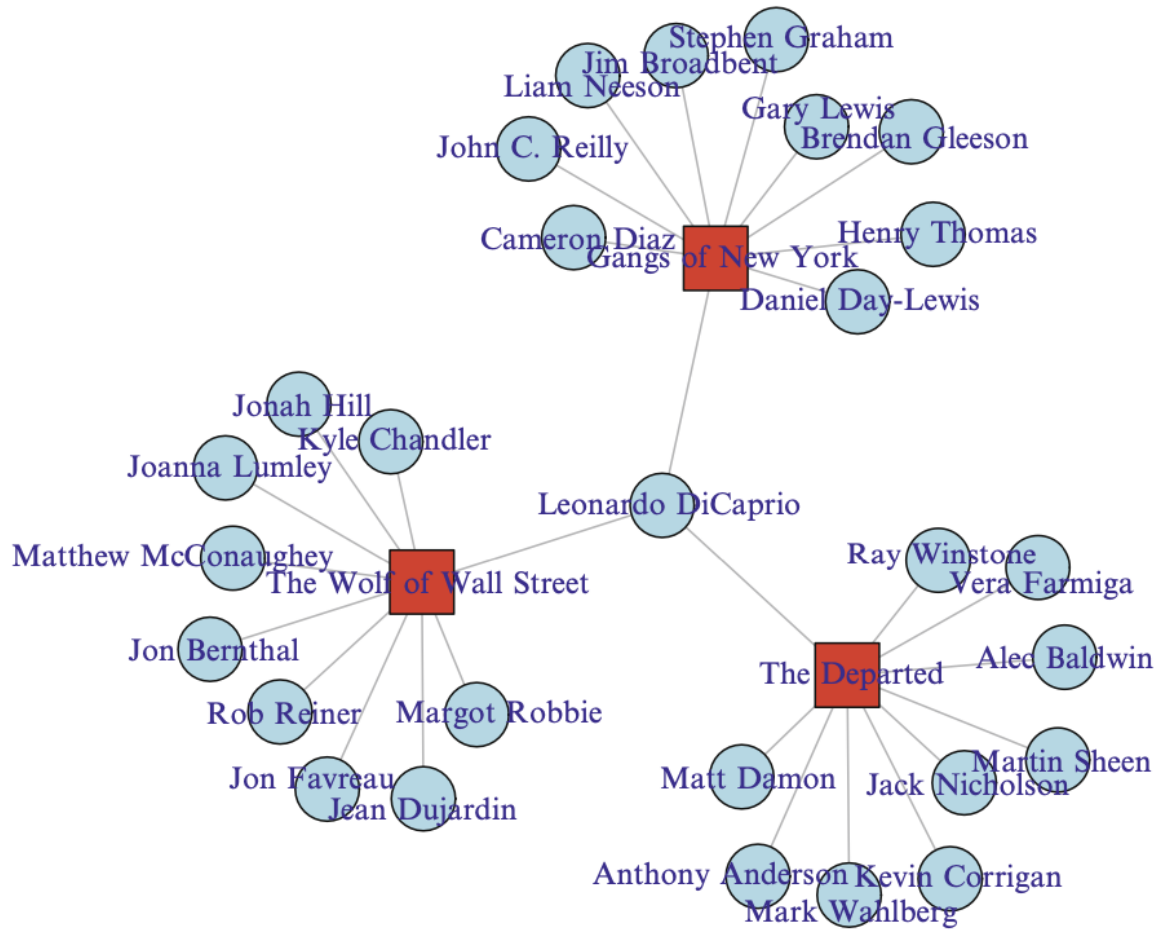 Stephen Graham
Jim Broadbent
Liam Neeson
Gary Lewis
Brendan Gleeson
John C. Reilly
Henry Thomas
Cameron Diaz
Gangs of New York
Daniel Day-Lewis
Jonah Hill
Kyle Chandler
Joanna Lumley
Leonardo DiCaprio
Matthew McConaughey
Ray Winstone
The Wolf of Wall Street
Vera Farmiga
Jon Bernthal
Alec Baldwin
The Departed
Rob Reiner
Margot Robbie
Martin Sheen
Jon Favreau
Matt Damon
Jack Nicholson
Jean Dujardin
Anthony Anderson
Kevin Corrigan
Mark Wahlberg